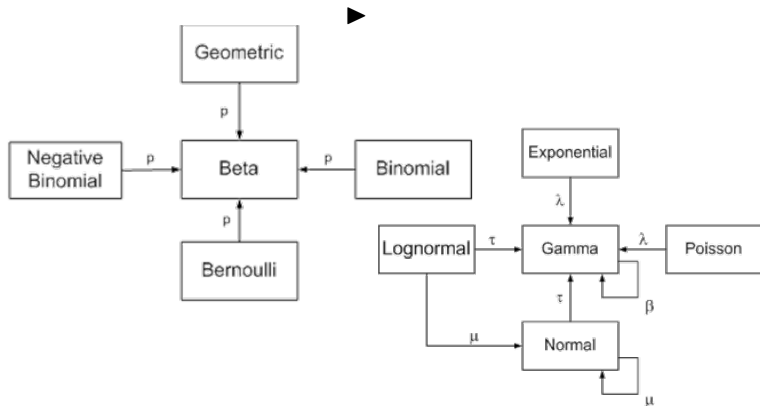 Geometric
p
Negative
Binomial
p
Beta
p
Binomial
p
Bernoulli
Exponential
λ
Lognormal
τ
Gamma
λ
Poisson
τ
β
μ
Normal
μ